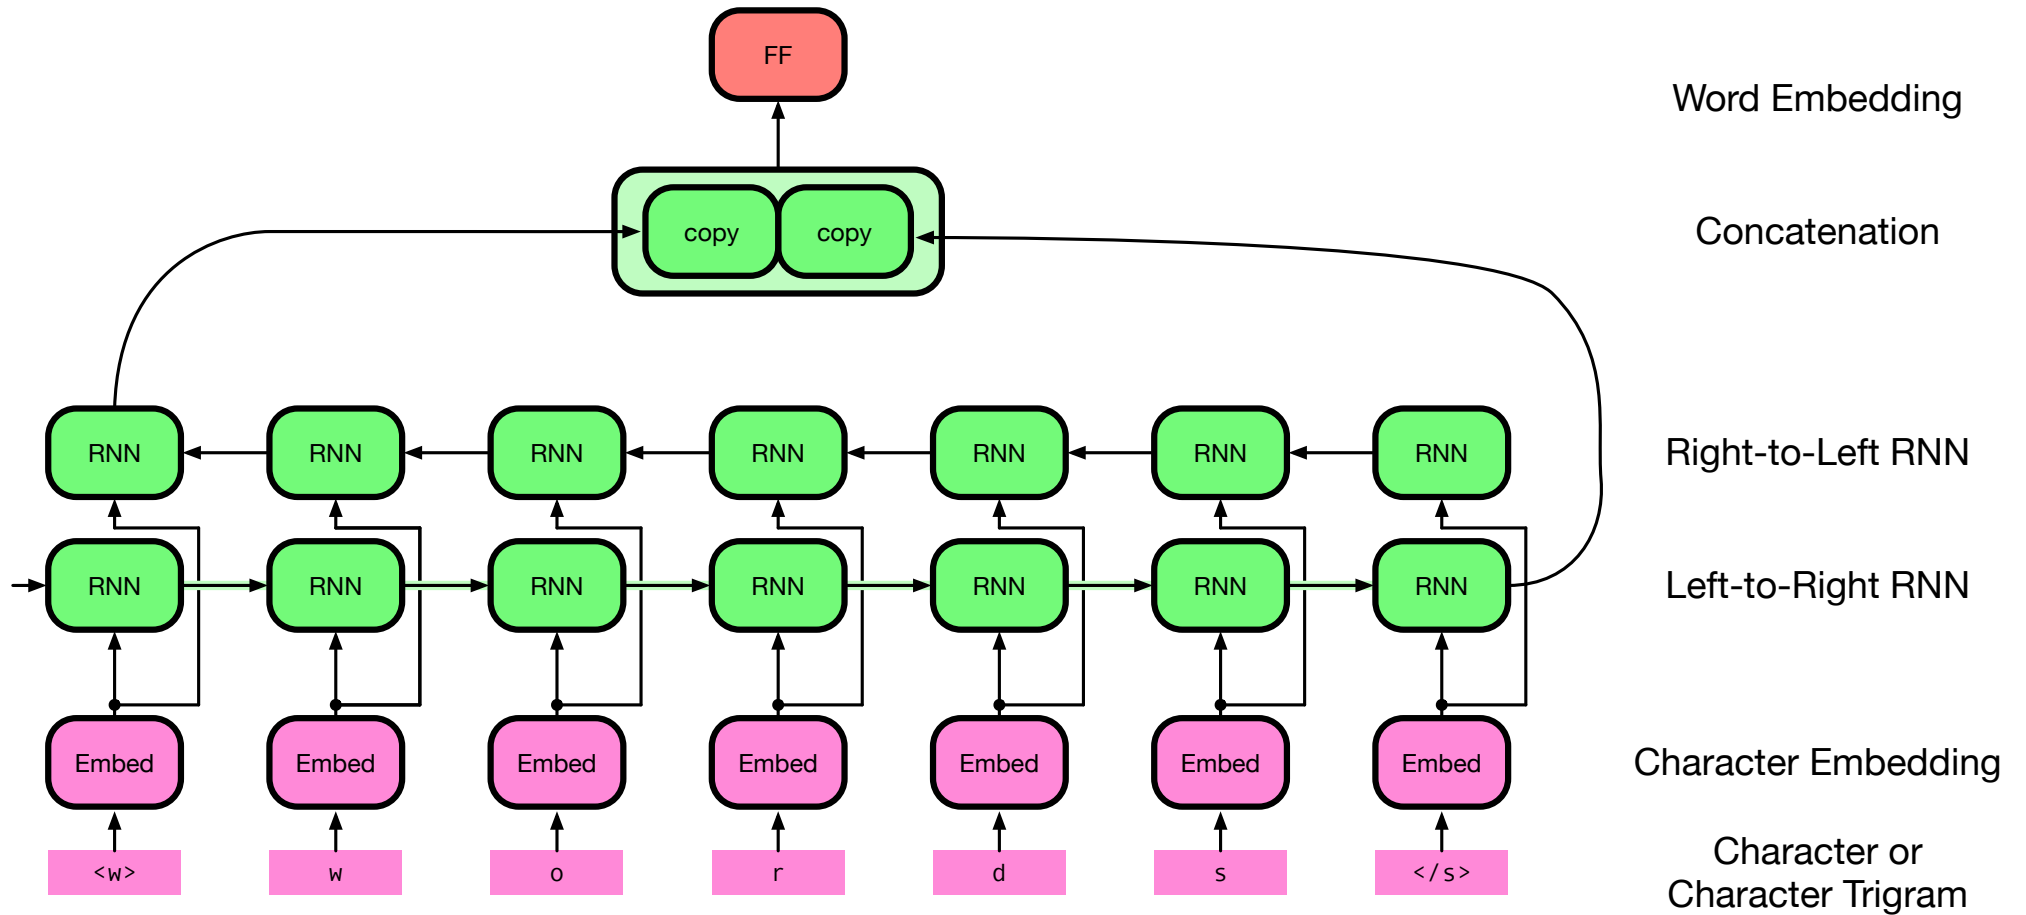 FF
Word Embedding
copy copy
Concatenation
RNN RNN RNN RNN RNN RNN RNN
Right-to-Left RNN
RNN RNN RNN RNN RNN RNN RNN
Left-to-Right RNN
Embed Embed Embed Embed Embed Embed Embed
Character Embedding
<w> w o r d s </s>
Character or
Character Trigram